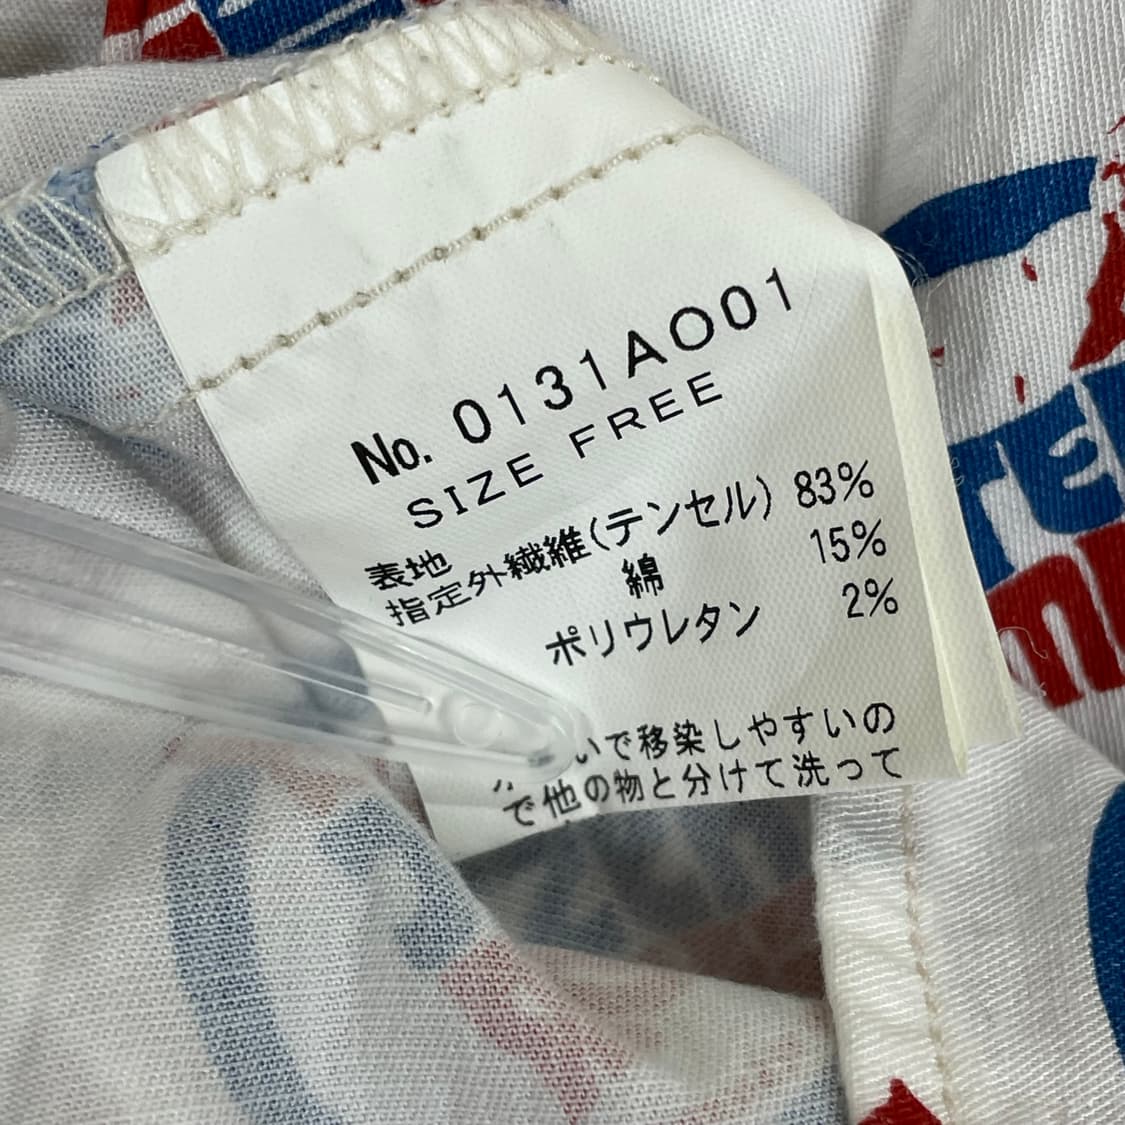 No. 0131AO01
SIZE FREE
表地
指定外繊維(テンセル) 83%
綿 15%
ポリウレタン 2%
いで移染しやすいの
で他の物と分けて洗って